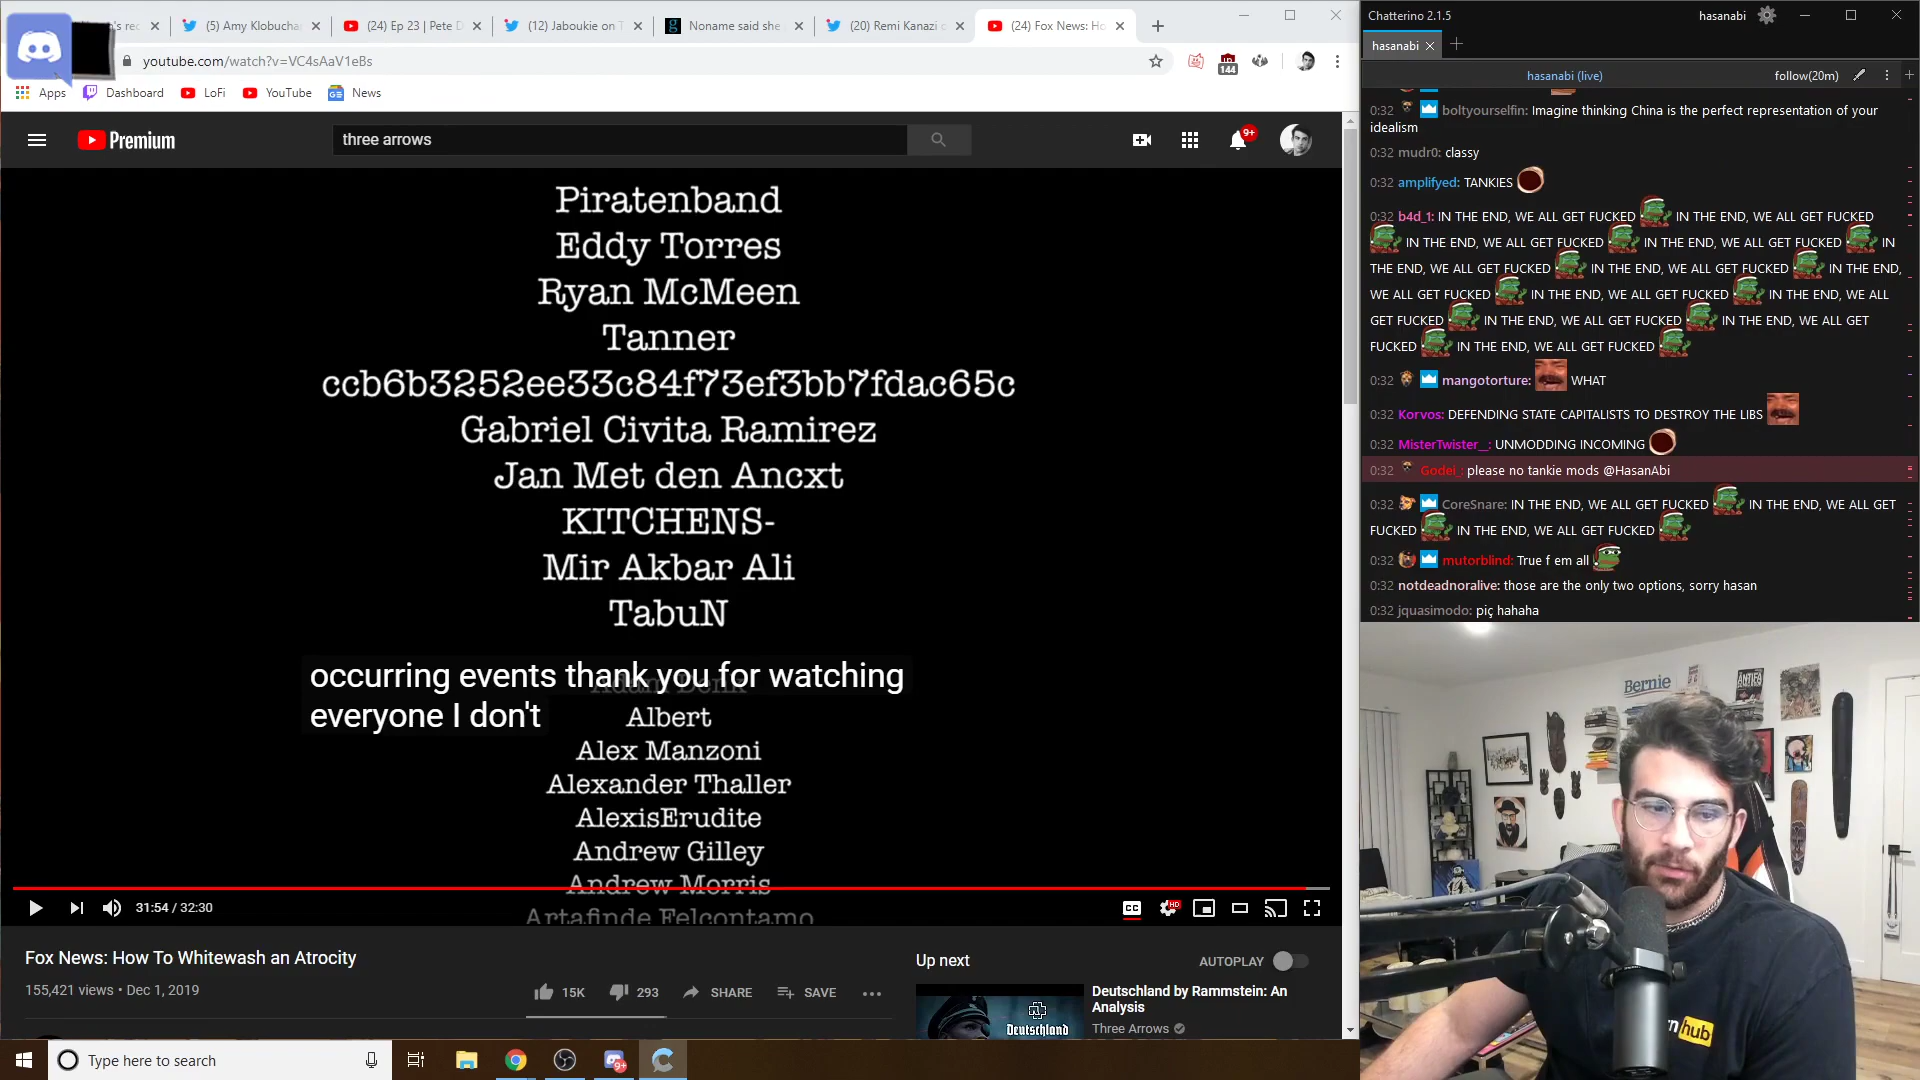 's rec
(5) Amy Klobucha
(24) Ep 23 | Pete D
(12) Jaboukie on T
Noname said she
(20) Remi Kanazi o
(24) Fox News: Ho
youtube.com/watch?v=VC4sAaV1eBs
144
Apps
Dashboard
LoFi
YouTube
News
Premium
three arrows
9+
Piratenband
Eddy Torres
Ryan McMeen
Tanner
ccb6b3252ee33c84f73ef3bb7fdac65c
Gabriel Civita Ramirez
Jan Met den Ancxt
KITCHENS-
Mir Akbar Ali
TabuN
occurring events thank you for watching
everyone I don't
Albert
Alex Manzoni
Alexander Thaller
AlexisErudite
Andrew Gilley
Andrew Morris
Artafinde Felcontamo
31:54 / 32:30
CC
HD
Fox News: How To Whitewash an Atrocity
155,421 views • Dec 1, 2019
15K
293
SHARE
SAVE
Up next
AUTOPLAY
Deutschland
Deutschland by Rammstein: An
Analysis
Three Arrows
Type here to search
9+
Chatterino 2.1.5
hasanabi
hasanabi
hasanabi (live)
follow(20m)
0:32 boltyourselfin: Imagine thinking China is the perfect representation of your
idealism
0:32 mudr0: classy
0:32 amplifyed: TANKIES
0:32 b4d_1: IN THE END, WE ALL GET FUCKED IN THE END, WE ALL GET FUCKED
IN THE END, WE ALL GET FUCKED IN THE END, WE ALL GET FUCKED IN
THE END, WE ALL GET FUCKED IN THE END, WE ALL GET FUCKED IN THE END,
WE ALL GET FUCKED IN THE END, WE ALL GET FUCKED IN THE END, WE ALL
GET FUCKED IN THE END, WE ALL GET FUCKED IN THE END, WE ALL GET
FUCKED IN THE END, WE ALL GET FUCKED
0:32 mangotorture: WHAT
0:32 Korvos: DEFENDING STATE CAPITALISTS TO DESTROY THE LIBS
0:32 MisterTwister__: UNMODDING INCOMING
0:32 Godei_: please no tankie mods @HasanAbi
0:32 CoreSnare: IN THE END, WE ALL GET FUCKED IN THE END, WE ALL GET
FUCKED IN THE END, WE ALL GET FUCKED
0:32 mutorblind: True f em all
0:32 notdeadnoralive: those are the only two options, sorry hasan
0:32 jquasimodo: piç hahaha
Bernie
ANTIFA
hub